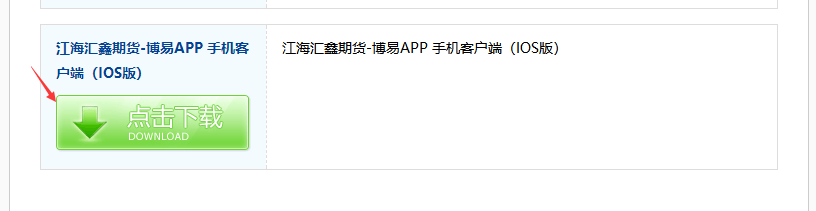 江海汇鑫期货-博易APP 手机客
户端（IOS版）
江海汇鑫期货-博易APP 手机客户端（IOS版）
点击下载
DOWNLOAD